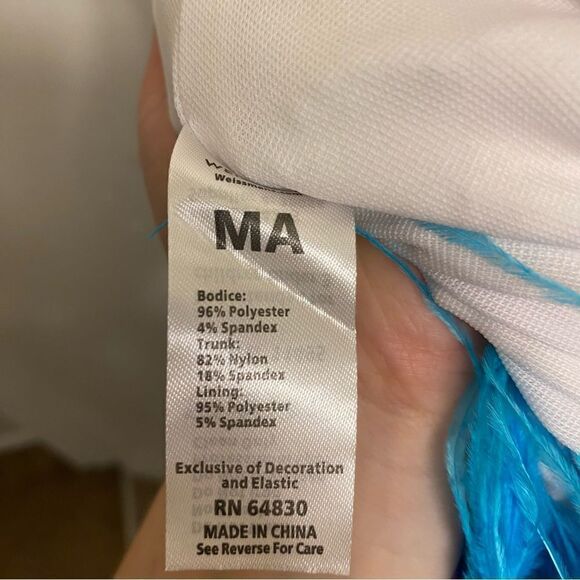 MA
Bodice:
96% Polyester
4% Spandex
Trunk:
82% Nylon
18% Spandex
Lining:
95% Polyester
5% Spandex
Exclusive of Decoration
and Elastic
RN 64830
MADE IN CHINA
See Reverse For Care